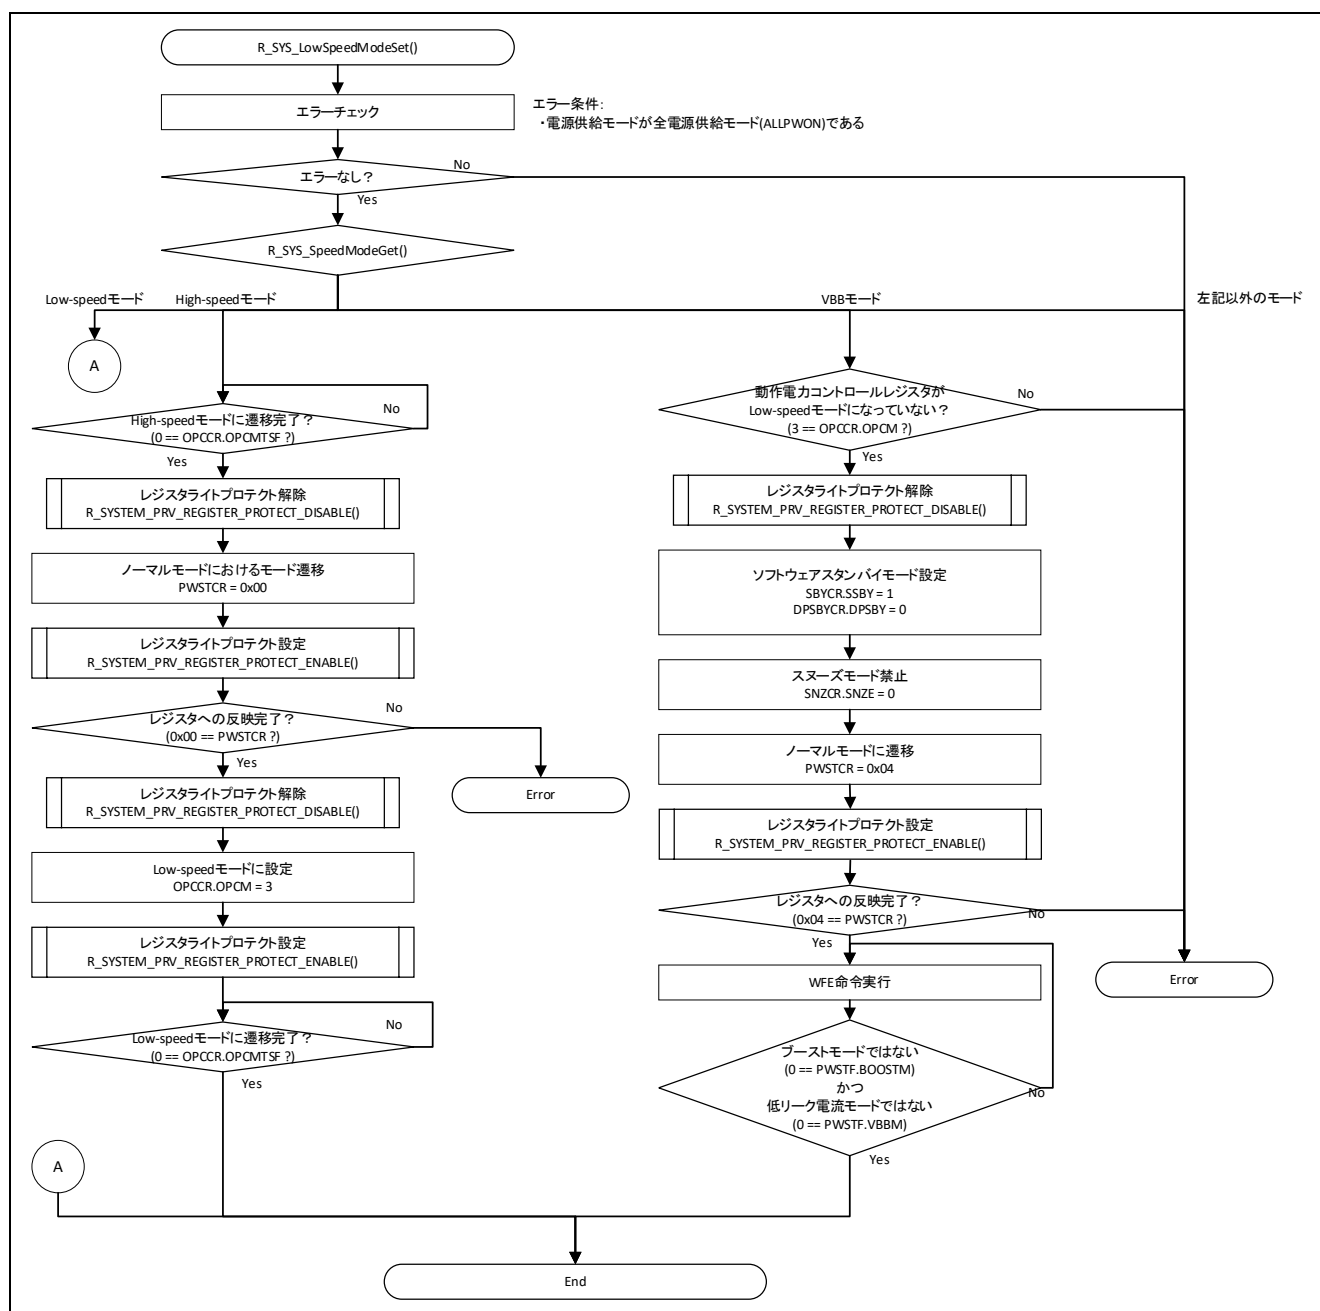 R_SYS_LowSpeedModeSet()
エラーチェック
エラー条件:
・電源供給モードが全電源供給モード(ALLPWON)である
エラーなし？
No
Yes
R_SYS_SpeedModeGet()
Low-speedモード
High-speedモード
VBBモード
左記以外のモード
A
High-speedモードに遷移完了？
(0 == OPCCR.OPCMTSF ?)
No
Yes
レジスタライトプロテクト解除
R_SYSTEM_PRV_REGISTER_PROTECT_DISABLE()
ノーマルモードにおけるモード遷移
PWSTCR = 0x00
レジスタライトプロテクト設定
R_SYSTEM_PRV_REGISTER_PROTECT_ENABLE()
レジスタへの反映完了？
(0x00 == PWSTCR ?)
No
Yes
Error
レジスタライトプロテクト解除
R_SYSTEM_PRV_REGISTER_PROTECT_DISABLE()
Low-speedモードに設定
OPCCR.OPCM = 3
レジスタライトプロテクト設定
R_SYSTEM_PRV_REGISTER_PROTECT_ENABLE()
Low-speedモードに遷移完了？
(0 == OPCCR.OPCMTSF ?)
No
Yes
動作電力コントロールレジスタが
Low-speedモードになっていない？
(3 == OPCCR.OPCM ?)
No
Yes
レジスタライトプロテクト解除
R_SYSTEM_PRV_REGISTER_PROTECT_DISABLE()
ソフトウェアスタンバイモード設定
SBYCR.SSBY = 1
DPSBYCR.DPSBY = 0
スヌーズモード禁止
SNZCR.SNZE = 0
ノーマルモードに遷移
PWSTCR = 0x04
レジスタライトプロテクト設定
R_SYSTEM_PRV_REGISTER_PROTECT_ENABLE()
レジスタへの反映完了？
(0x04 == PWSTCR ?)
No
Yes
WFE命令実行
Error
ブーストモードではない
(0 == PWSTF.BOOSTM)
かつ
低リーク電流モードではない
(0 == PWSTF.VBBM)
No
Yes
A
End